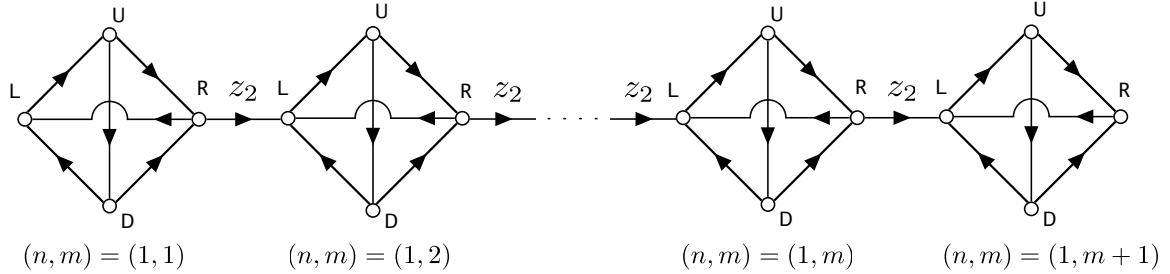 U U U U
L R z₂ L R z₂ z₂ L R z₂ L R
D D D D
(n, m) = (1, 1) (n, m) = (1, 2) (n, m) = (1, m) (n, m) = (1, m + 1)